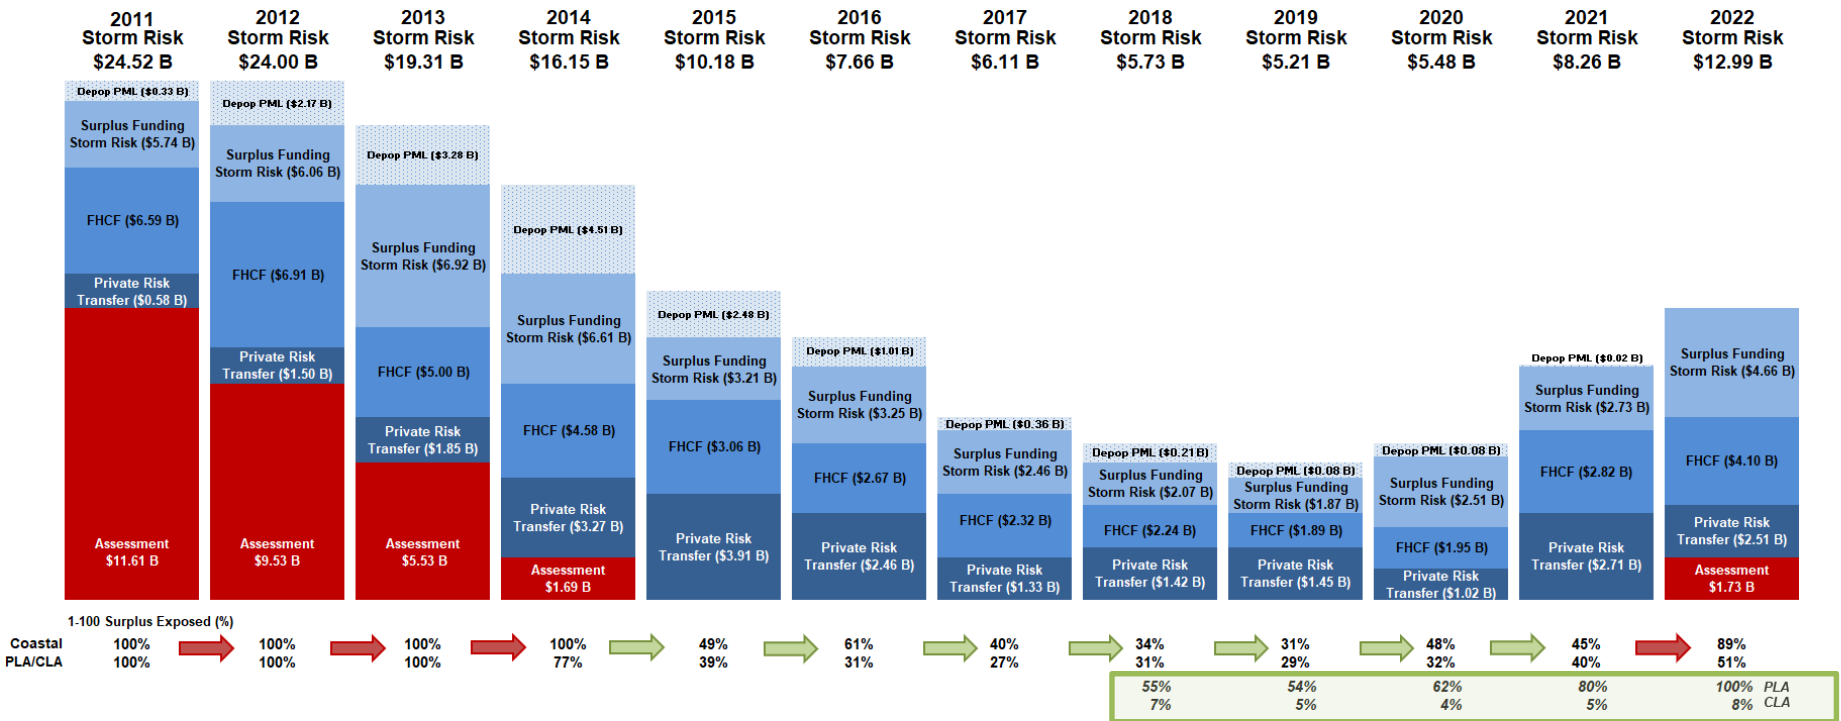 2011
Storm Risk
$24.52 B
2012
Storm Risk
$24.00 B
2013
Storm Risk
$19.31 B
2014
Storm Risk
$16.15 B
2015
Storm Risk
$10.18 B
2016
Storm Risk
$7.66 B
2017
Storm Risk
$6.11 B
2018
Storm Risk
$5.73 B
2019
Storm Risk
$5.21 B
2020
Storm Risk
$5.48 B
2021
Storm Risk
$8.26 B
2022
Storm Risk
$12.99 B
Depop PML ($0.33 B)
Surplus Funding
Storm Risk ($5.74 B)
FHCF ($6.59 B)
Private Risk
Transfer ($0.58 B)
Assessment
$11.61 B
Depop PML ($2.17 B)
Surplus Funding
Storm Risk ($6.06 B)
FHCF ($6.91 B)
Private Risk
Transfer ($1.50 B)
Assessment
$9.53 B
Depop PML ($3.28 B)
Surplus Funding
Storm Risk ($6.92 B)
FHCF ($5.00 B)
Private Risk
Transfer ($1.85 B)
Assessment
$5.53 B
Depop PML ($4.51 B)
Surplus Funding
Storm Risk ($6.61 B)
FHCF ($4.58 B)
Private Risk
Transfer ($3.27 B)
Assessment
$1.69 B
Depop PML ($2.48 B)
Surplus Funding
Storm Risk ($3.21 B)
FHCF ($3.06 B)
Private Risk
Transfer ($3.91 B)
Depop PML ($1.01 B)
Surplus Funding
Storm Risk ($3.25 B)
FHCF ($2.67 B)
Private Risk
Transfer ($2.46 B)
Depop PML ($0.36 B)
Surplus Funding
Storm Risk ($2.46 B)
FHCF ($2.32 B)
Private Risk
Transfer ($1.33 B)
Depop PML ($0.21 B)
Surplus Funding
Storm Risk ($2.07 B)
FHCF ($2.24 B)
Private Risk
Transfer ($1.42 B)
Depop PML ($0.08 B)
Surplus Funding
Storm Risk ($1.87 B)
FHCF ($1.89 B)
Private Risk
Transfer ($1.45 B)
Depop PML ($0.08 B)
Surplus Funding
Storm Risk ($2.51 B)
FHCF ($1.95 B)
Private Risk
Transfer ($1.02 B)
Depop PML ($0.02 B)
Surplus Funding
Storm Risk ($2.73 B)
FHCF ($2.82 B)
Private Risk
Transfer ($2.71 B)
Surplus Funding
Storm Risk ($4.66 B)
FHCF ($4.10 B)
Private Risk
Transfer ($2.51 B)
Assessment
$1.73 B
1-100 Surplus Exposed (%)
Coastal 100% 100% 100% 100% 49% 61% 40% 34% 31% 48% 45% 89%
PLA/CLA 100% 100% 100% 77% 39% 31% 27% 31% 29% 32% 40% 51%
55% 54% 62% 80% 100% PLA
7% 5% 4% 5% 8% CLA